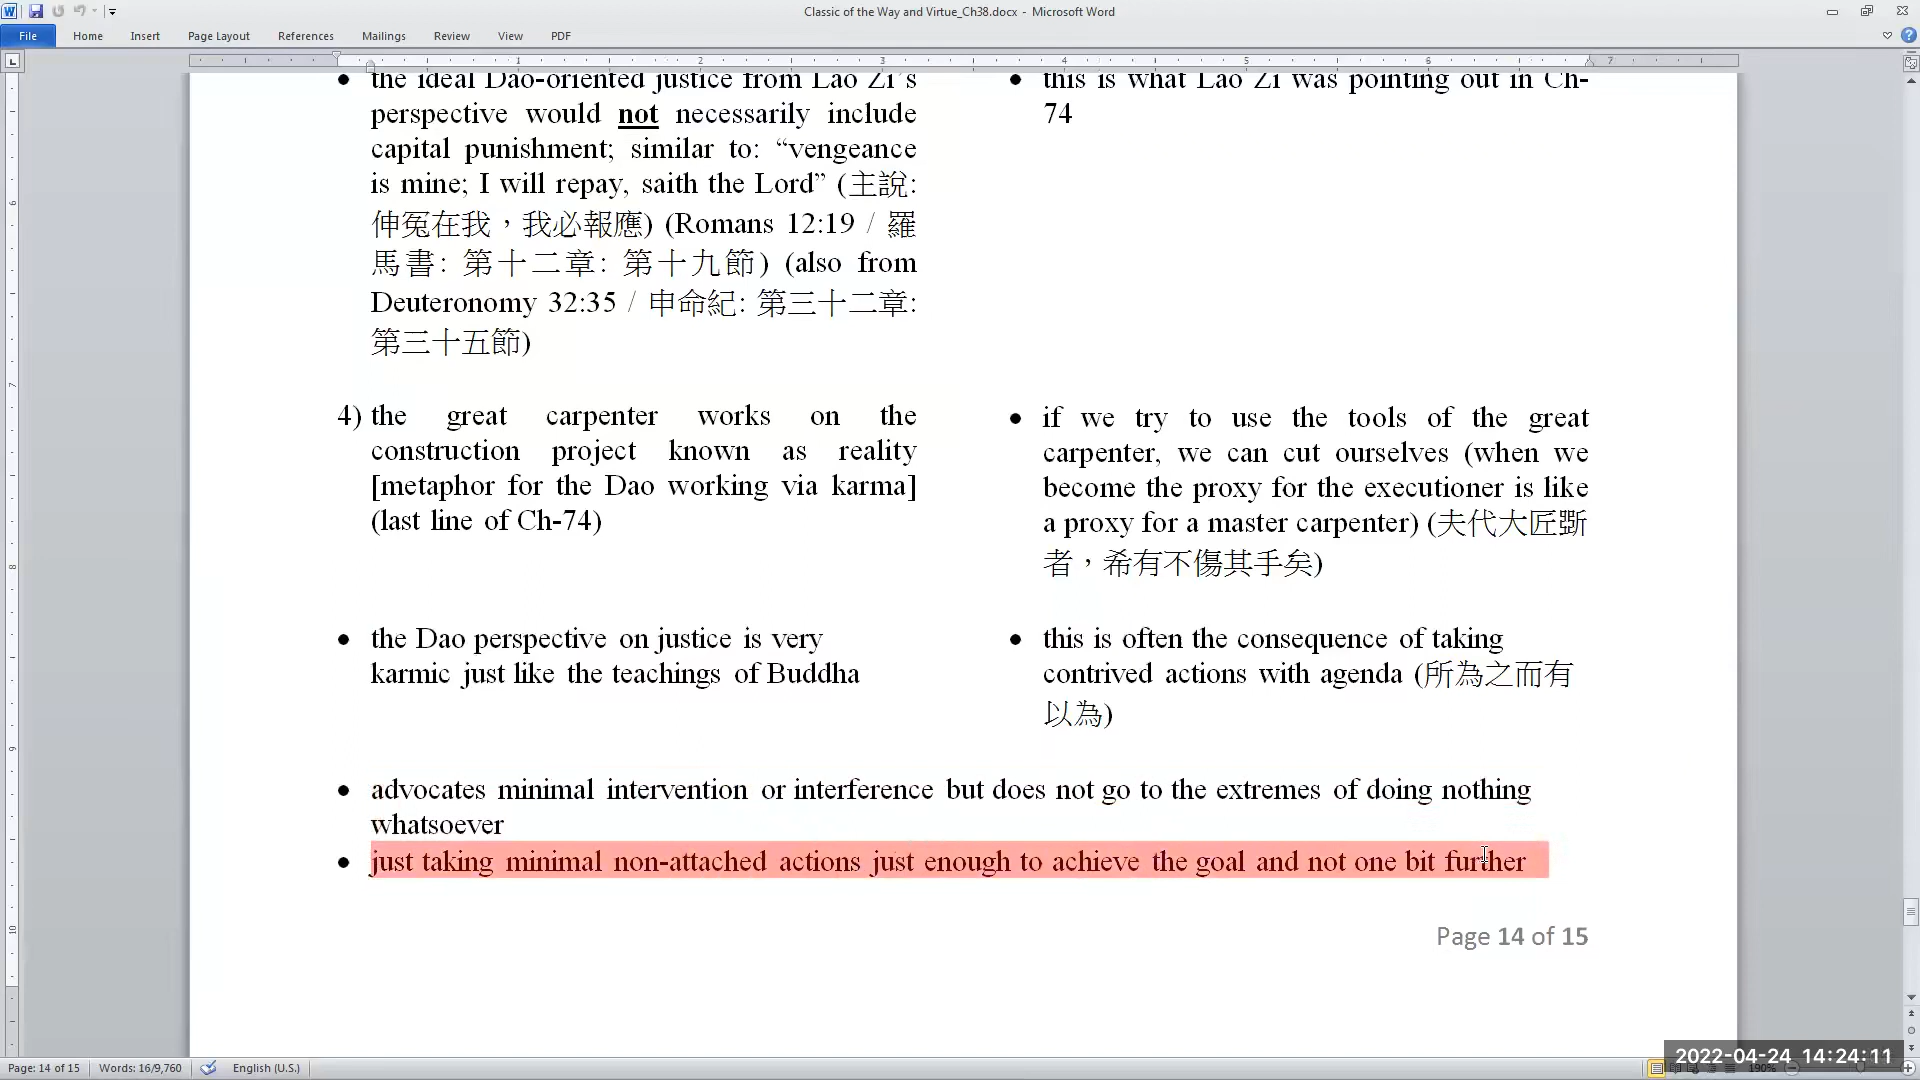 Classic of the Way and Virtue_Ch38.docx - Microsoft Word
File Home Insert Page Layout References Mailings Review View PDF
1 2 3 4 5 6 7
the ideal Dao-oriented justice from Lao Zi's
perspective would not necessarily include
capital punishment; similar to: “vengeance
is mine; I will repay, saith the Lord” (主說:
伸冤在我，我必報應) (Romans 12:19 / 羅
馬書: 第十二章: 第十九節) (also from
Deuteronomy 32:35 / 申命紀: 第三十二章:
第三十五節)
• this is what Lao Zi was pointing out in Ch-
74
4) the great carpenter works on the
construction project known as reality
[metaphor for the Dao working via karma]
(last line of Ch-74)
• if we try to use the tools of the great
carpenter, we can cut ourselves (when we
become the proxy for the executioner is like
a proxy for a master carpenter) (夫代大匠斲
者，希有不傷其手矣)
• the Dao perspective on justice is very
karmic just like the teachings of Buddha
• this is often the consequence of taking
contrived actions with agenda (所為之而有
以為)
• advocates minimal intervention or interference but does not go to the extremes of doing nothing
whatsoever
• just taking minimal non-attached actions just enough to achieve the goal and not one bit further
Page 14 of 15
2022-04-24 14:24:11
Page: 14 of 15 Words: 16/9,760 English (U.S.) 190%